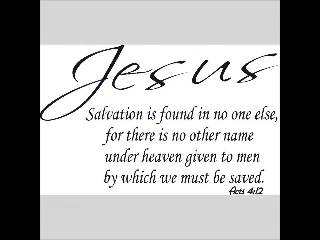 Jesus
Salvation is found in no one else,
for there is no other name
under heaven given to men
by which we must be saved.
Acts 4:12